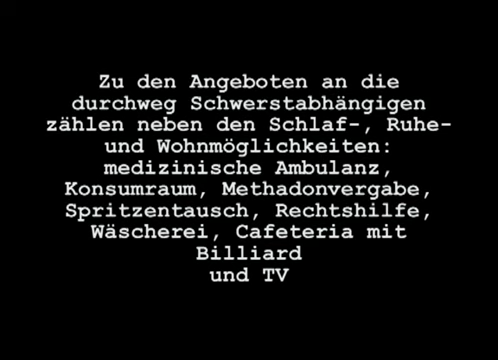 Zu den Angeboten an die
durchweg Schwerstabhängigen
zählen neben den Schlaf-, Ruhe-
und Wohnmöglichkeiten:
medizinische Ambulanz,
Konsumraum, Methadonvergabe,
Spritzentausch, Rechtshilfe,
Wäscherei, Cafeteria mit
Billiard
und TV